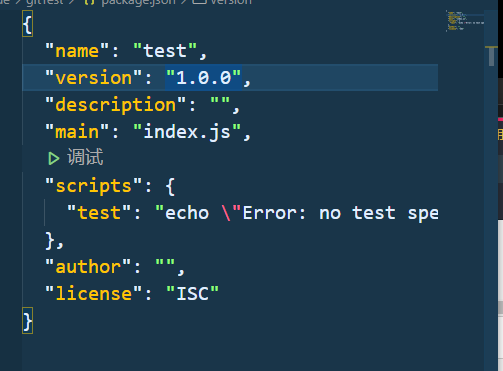 gitTest > {} package.json > version
{
"name": "test",
"version": "1.0.0",
"description": "",
"main": "index.js",
调试
"scripts": {
"test": "echo \"Error: no test spe
},
"author": "",
"license": "ISC"
}